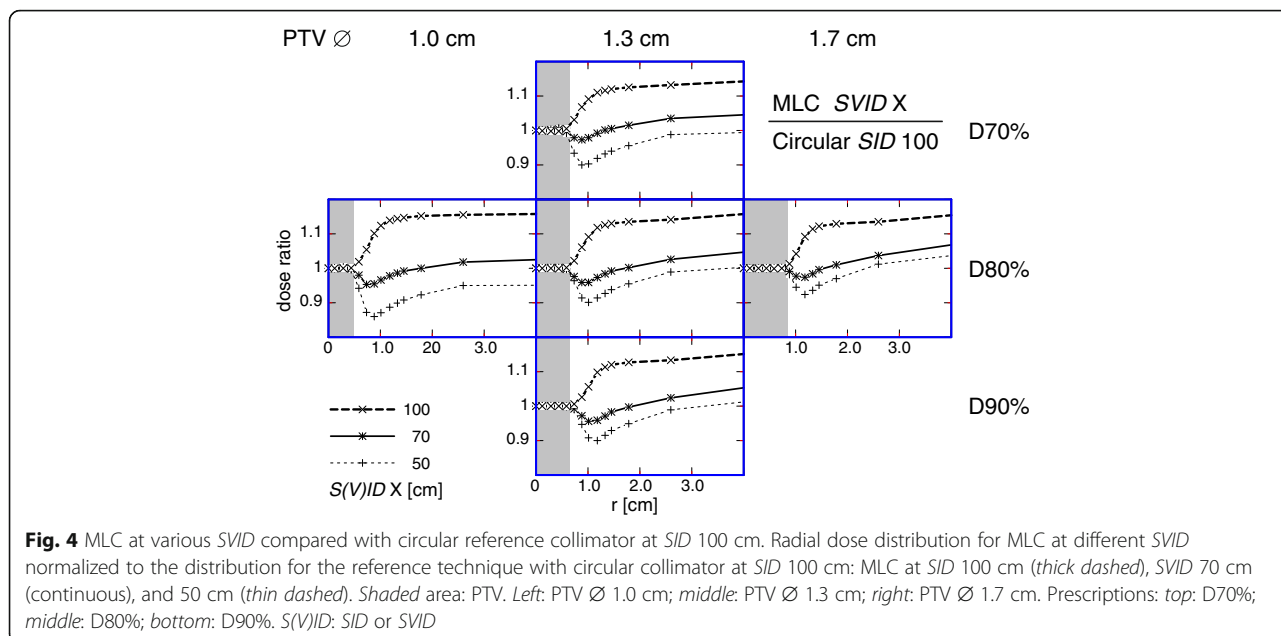 PTV Ø 1.0 cm 1.3 cm 1.7 cm
1.1
1
0.9
MLC SVID X
Circular SID 100
D70%
dose ratio
1.1
1
0.9
0 1.0 20 3.0
1.0 2.0 3.0
D80%
1.1
1
0.9
0 1.0 2.0 3.0
r [cm]
D90%
100
70
50
S(V)ID X [cm]
Fig. 4 MLC at various SVID compared with circular reference collimator at SID 100 cm. Radial dose distribution for MLC at different SVID
normalized to the distribution for the reference technique with circular collimator at SID 100 cm: MLC at SID 100 cm (thick dashed), SVID 70 cm
(continuous), and 50 cm (thin dashed). Shaded area: PTV. Left: PTV Ø 1.0 cm; middle: PTV Ø 1.3 cm; right: PTV Ø 1.7 cm. Prescriptions: top: D70%;
middle: D80%; bottom: D90%. S(V)ID: SID or SVID